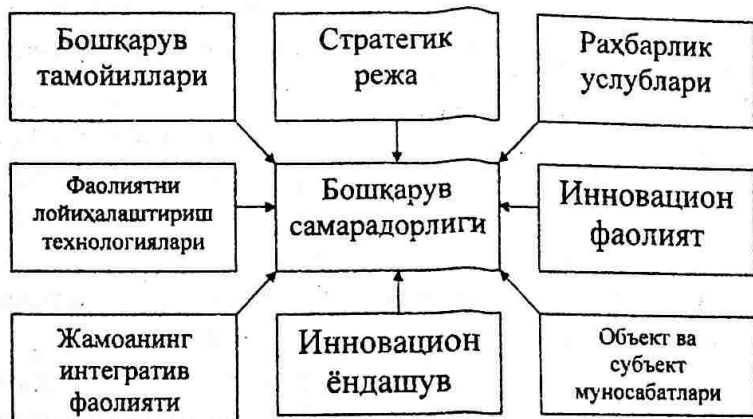 Бошқарув
тамойиллари
Стратегик
режа
Раҳбарлик
услублари
Фаолиятни
лойиҳалаштириш
технологиялари
Бошқарув
самарадорлиги
Инновацион
фаолият
Жамоанинг
интегратив
фаолияти
Инновацион
ёндашув
Объект ва
субъект
муносабатлари